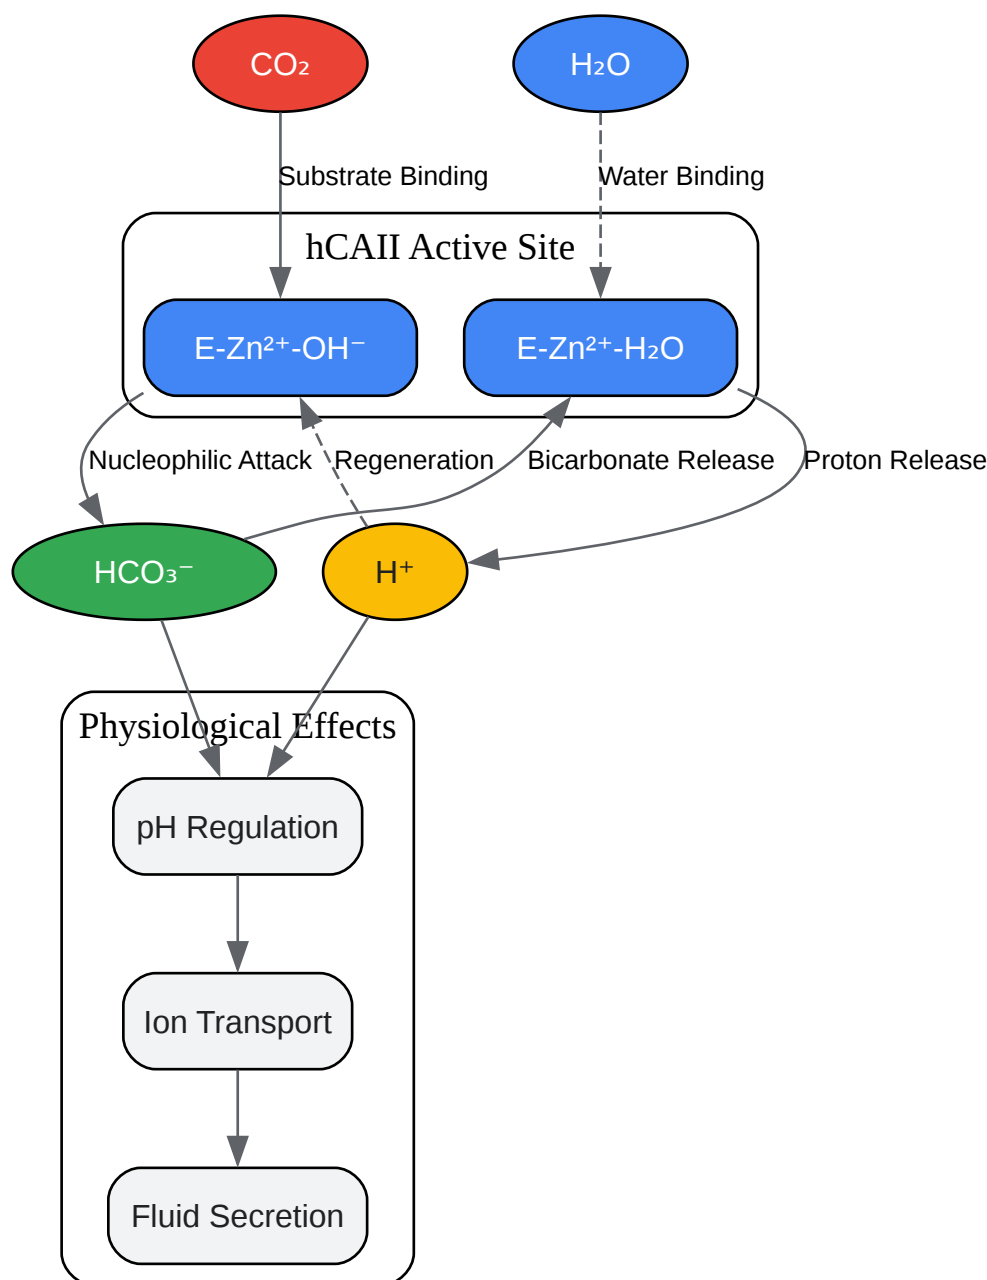 CO₂
H₂O
Substrate Binding
Water Binding
hCAII Active Site
E-Zn²⁺-OH⁻
E-Zn²⁺-H₂O
Nucleophilic Attack
Regeneration
Bicarbonate Release
Proton Release
HCO₃⁻
H⁺
Physiological Effects
pH Regulation
Ion Transport
Fluid Secretion